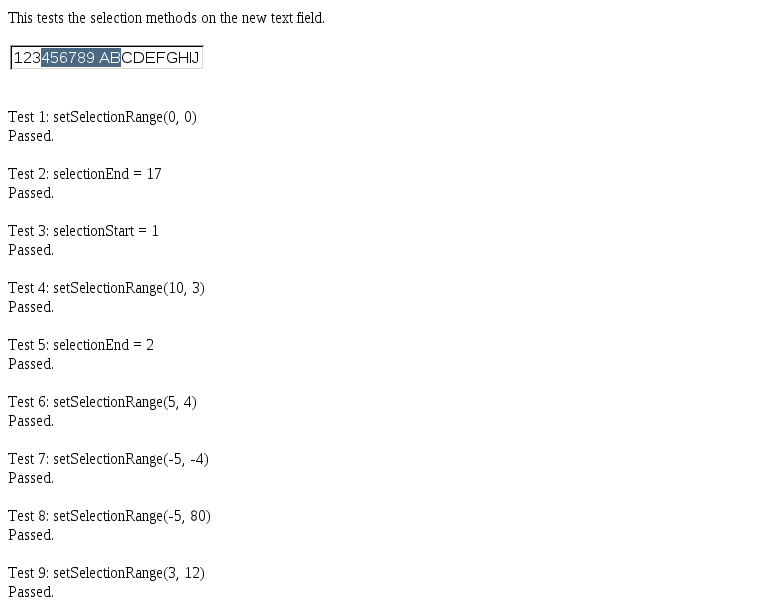 This tests the selection methods on the new text field.
123456789 ABCDEFGHIJ
Test 1: setSelectionRange(0, 0)
Passed.
Test 2: selectionEnd = 17
Passed.
Test 3: selectionStart = 1
Passed.
Test 4: setSelectionRange(10, 3)
Passed.
Test 5: selectionEnd = 2
Passed.
Test 6: setSelectionRange(5, 4)
Passed.
Test 7: setSelectionRange(-5, -4)
Passed.
Test 8: setSelectionRange(-5, 80)
Passed.
Test 9: setSelectionRange(3, 12)
Passed.